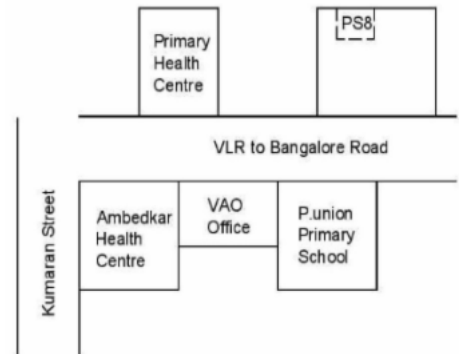 PS8
Primary
Health
Centre
VLR to Bangalore Road
Kumaran Street
Ambedkar
Health
Centre
VAO
Office
P.union
Primary
School